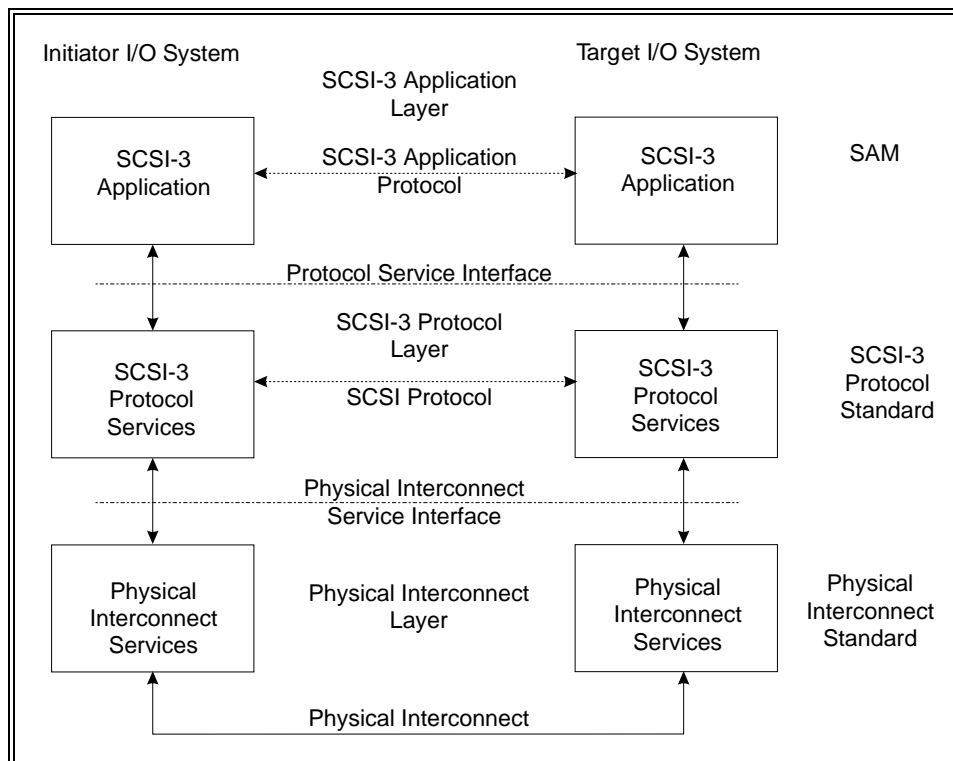 Initiator I/O System
Target I/O System
SCSI-3 Application
Layer
SCSI-3
Application
SCSI-3 Application
Protocol
SCSI-3
Application
SAM
Protocol Service Interface
SCSI-3 Protocol
Layer
SCSI-3
Protocol
Services
SCSI Protocol
SCSI-3
Protocol
Services
SCSI-3
Protocol
Standard
Physical Interconnect
Service Interface
Physical
Interconnect
Services
Physical Interconnect
Layer
Physical
Interconnect
Services
Physical
Interconnect
Standard
Physical Interconnect